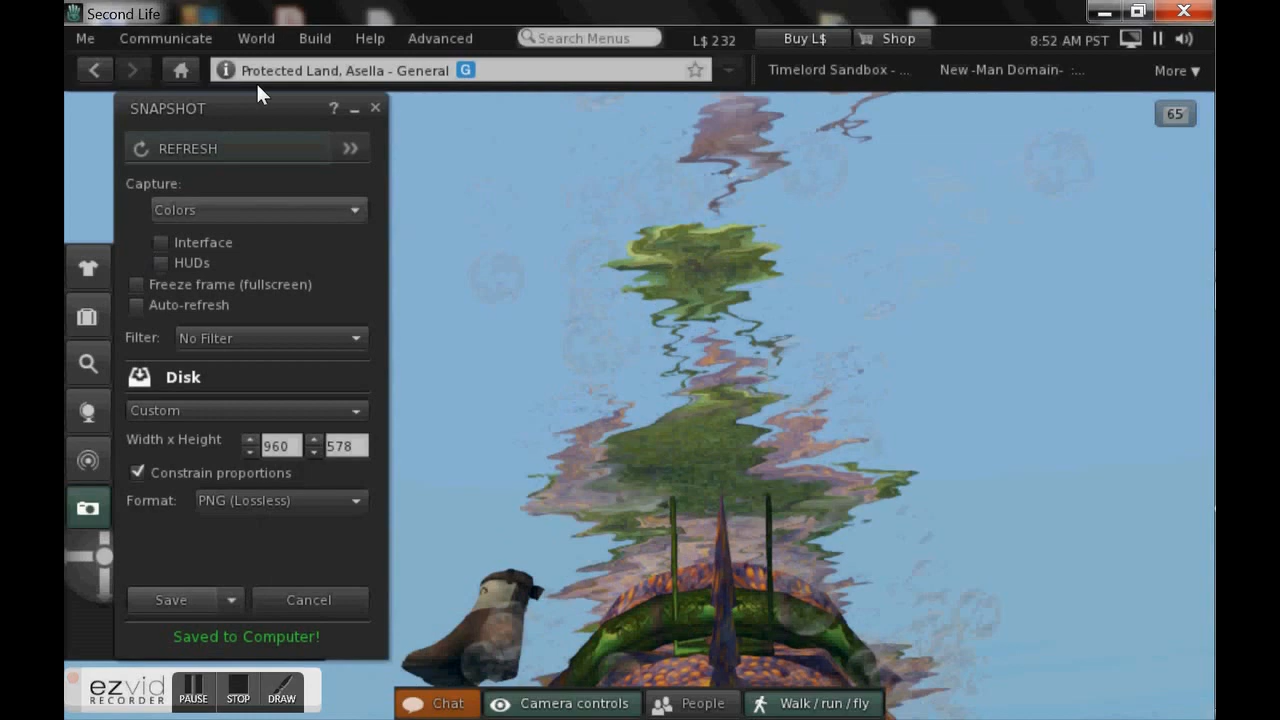 Second Life
Me Communicate World Build Help Advanced Search Menus L$ 232 Buy L$ Shop 8:52 AM PST
Protected Land, Asella - General G Timelord Sandbox - ... New -Man Domain- :... More ▼
SNAPSHOT ? _ ×
65
REFRESH
Capture:
Colors
Interface
HUDs
Freeze frame (fullscreen)
Auto-refresh
Filter: No Filter
Disk
Custom
Width x Height 960 578
Constrain proportions
Format: PNG (Lossless)
Save Cancel
Saved to Computer!
ezvid
RECORDER
PAUSE STOP DRAW
Chat Camera controls People Walk / run / fly